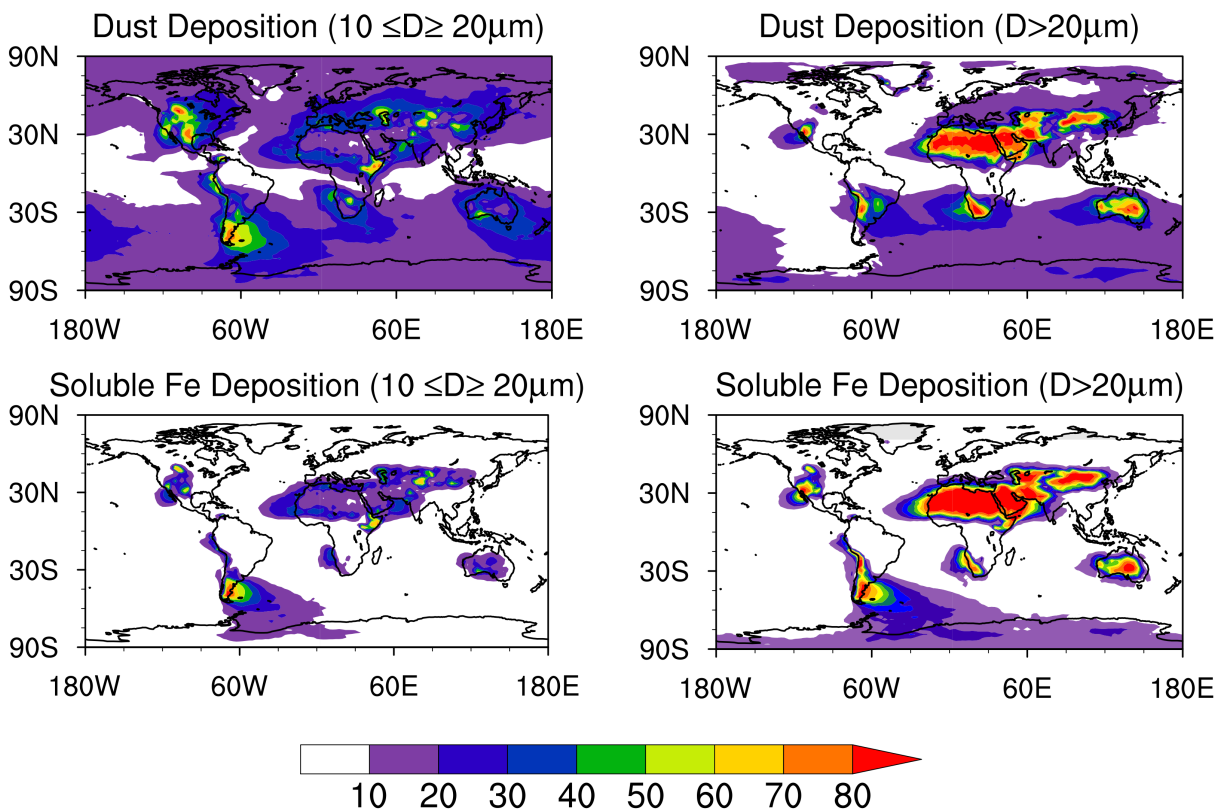 Dust Deposition (10 ≤D≥ 20μm)
Dust Deposition (D>20μm)
90N
30N
30S
90S
180W 60W 60E 180E
90N
30N
30S
90S
180W 60W 60E 180E
Soluble Fe Deposition (10 ≤D≥ 20μm)
Soluble Fe Deposition (D>20μm)
90N
30N
30S
90S
180W 60W 60E 180E
90N
30N
30S
90S
180W 60W 60E 180E
10 20 30 40 50 60 70 80